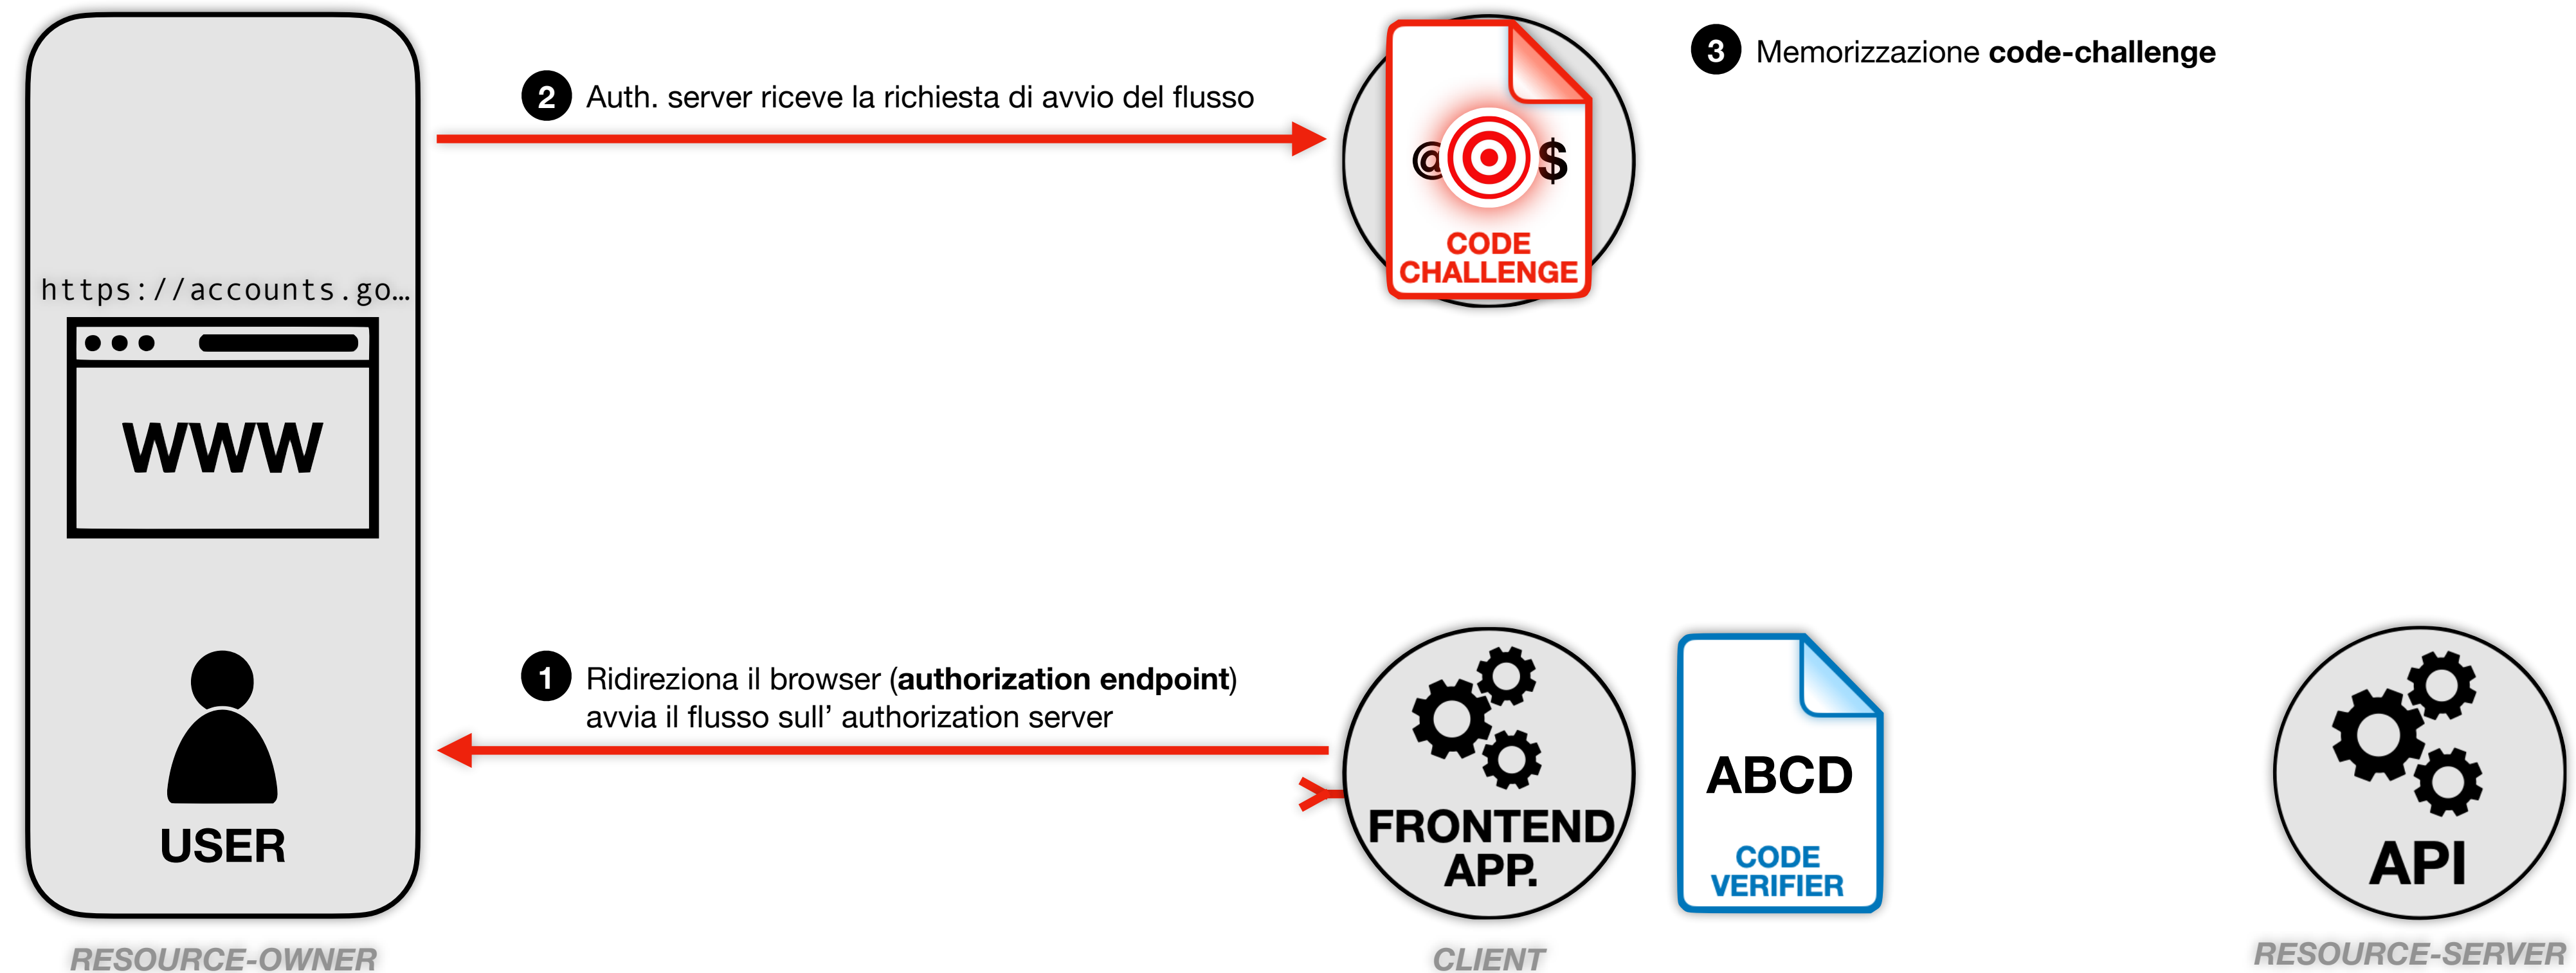 3 Memorizzazione code-challenge
2 Auth. server riceve la richiesta di avvio del flusso
@ $
CODE
CHALLENGE
https://accounts.go…
WWW
1 Ridireziona il browser (authorization endpoint)
avvia il flusso sull’ authorization server
USER
FRONTEND
APP.
ABCD
CODE
VERIFIER
API
RESOURCE-OWNER
CLIENT
RESOURCE-SERVER